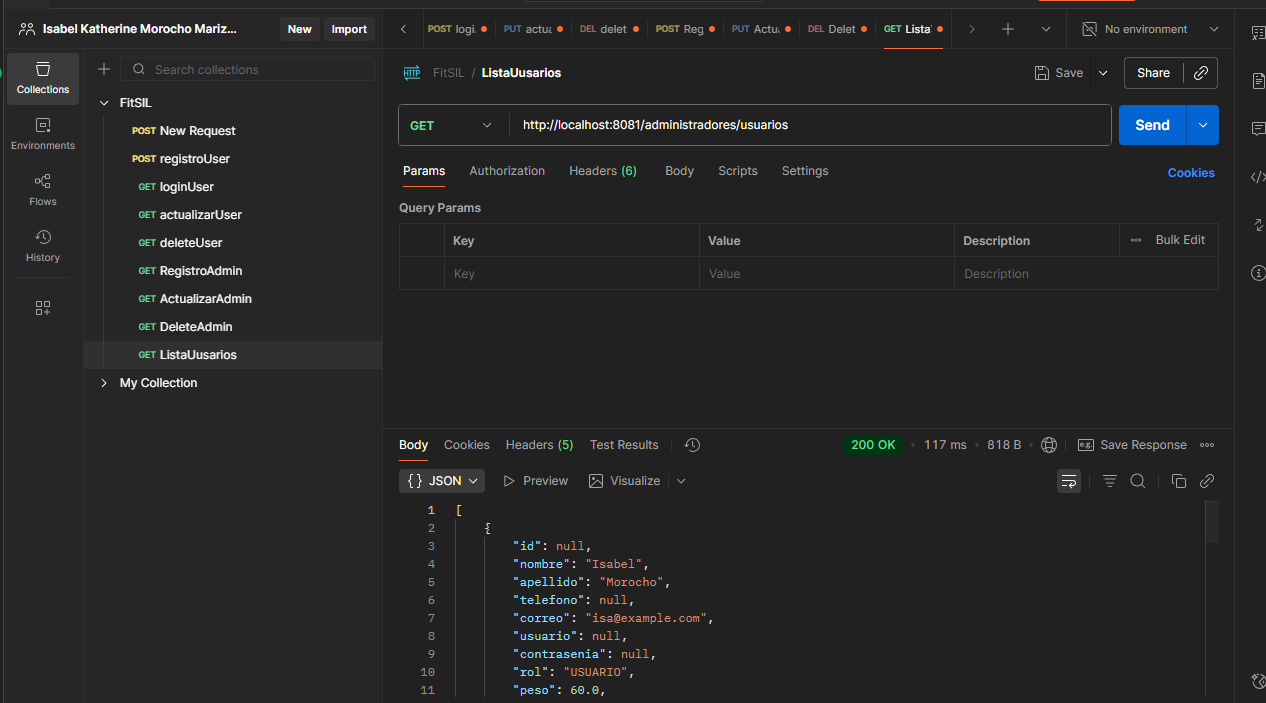 Isabel Katherine Morocho Mariz...
New
Import
POST logi.
PUT actua
DEL delet
POST Reg
PUT Actu.
DEL Delet
GET Lista
No environment
Collections
Environments
Flows
History
Search collections
FitSIL
POST New Request
POST registroUser
GET loginUser
GET actualizarUser
GET deleteUser
GET RegistroAdmin
GET ActualizarAdmin
GET DeleteAdmin
GET ListaUusarios
My Collection
HTTP FitSIL / ListaUusarios
Save
Share
GET
http://localhost:8081/administradores/usuarios
Send
Params Authorization Headers (6) Body Scripts Settings
Cookies
Query Params
Key Value Description Bulk Edit
Key Value Description
Body Cookies Headers (5) Test Results
200 OK • 117 ms • 818 B
e.g. Save Response
{} JSON Preview Visualize
1 [
2 {
3 "id": null,
4 "nombre": "Isabel",
5 "apellido": "Morocho",
6 "telefono": null,
7 "correo": "isa@example.com",
8 "usuario": null,
9 "contrasenia": null,
10 "rol": "USUARIO",
11 "peso": 60.0,